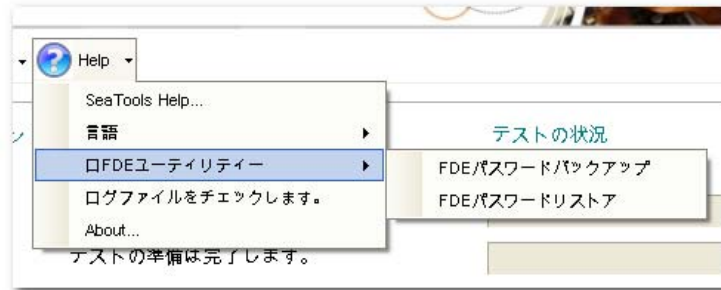 Help
SeaTools Help...
言語
テストの状況
口FDEユーティリティー
FDEパスワードバックアップ
ログファイルをチェックします。
FDEパスワードリストア
About...
テストの準備は完了します。